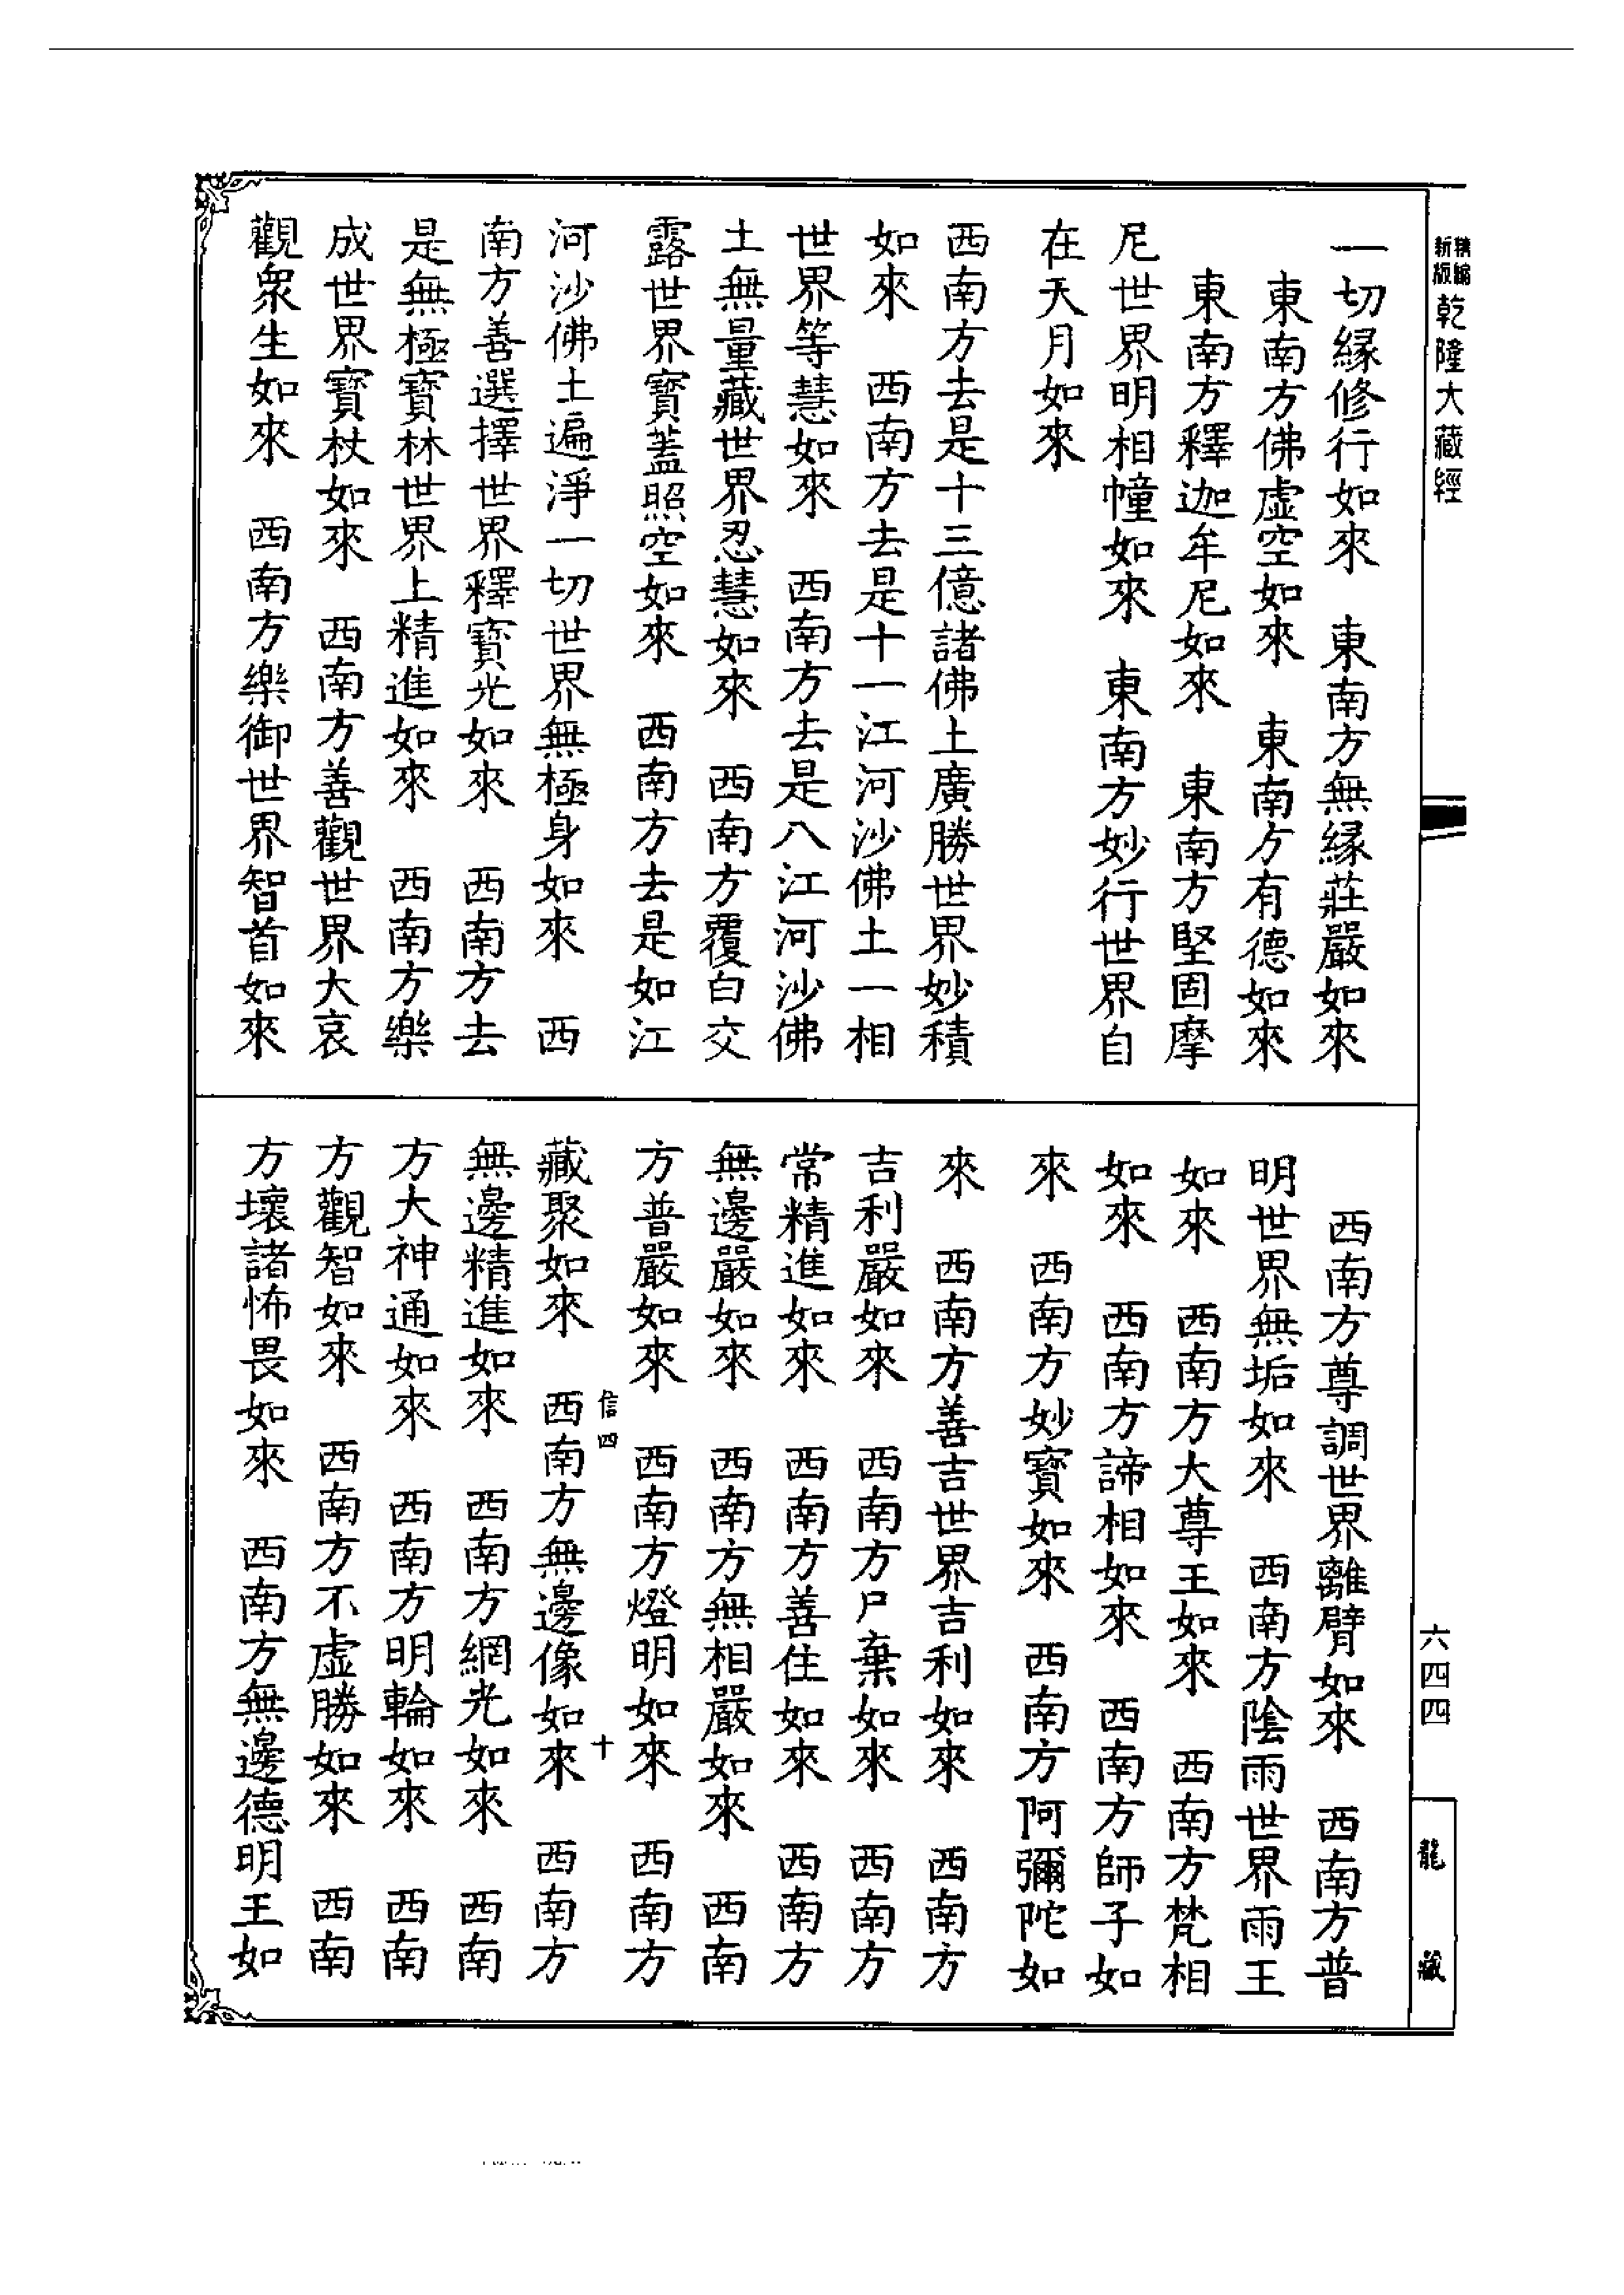 新版
精編
乾隆大藏經
一切緣修行如來　東南方無緣莊嚴如來
東南方佛虛空如來　東南方有德如來
東南方釋迦牟尼如來　東南方堅固摩
尼世界明相幢如來　東南方妙行世界自
在天月如來
西南方去是十三億諸佛土廣勝世界妙積
如來　西南方去是十一江河沙佛土一相
世界等慧如來　西南方去是八江河沙佛
土無量藏世界忍慧如來　西南方覆白交
露世界寶蓋照空如來　西南方去是如江
河沙佛土遍淨一切世界無極身如來　西
南方善選擇世界釋寶光如來　西南方去
是無極寶林世界上精進如來　西南方樂
成世界寶杖如來　西南方善觀世界大哀
觀衆生如來　西南方樂御世界智首如來
西南方尊調世界離臂如來　西南方普
明世界無垢如來　西南方陰雨世界雨王
如來　西南方大尊王如來　西南方梵相
如來　西南方諦相如來　西南方師子如
來　西南方妙寶如來　西南方阿彌陀如
來　西南方善吉世界吉利如來　西南方
吉利嚴如來　西南方尸棄如來　西南方
常精進如來　西南方善住如來　西南方
無邊嚴如來　西南方無相嚴如來　西南
方普嚴如來　西南方燈明如來　西南方
信四　十
藏聚如來　西南方無邊像如來　西南方
無邊精進如來　西南方網光如來　西南
方大神通如來　西南方明輪如來　西南
方觀智如來　西南方不虛勝如來　西南
方壞諸怖畏如來　西南方無邊德明王如
六四四
龍藏